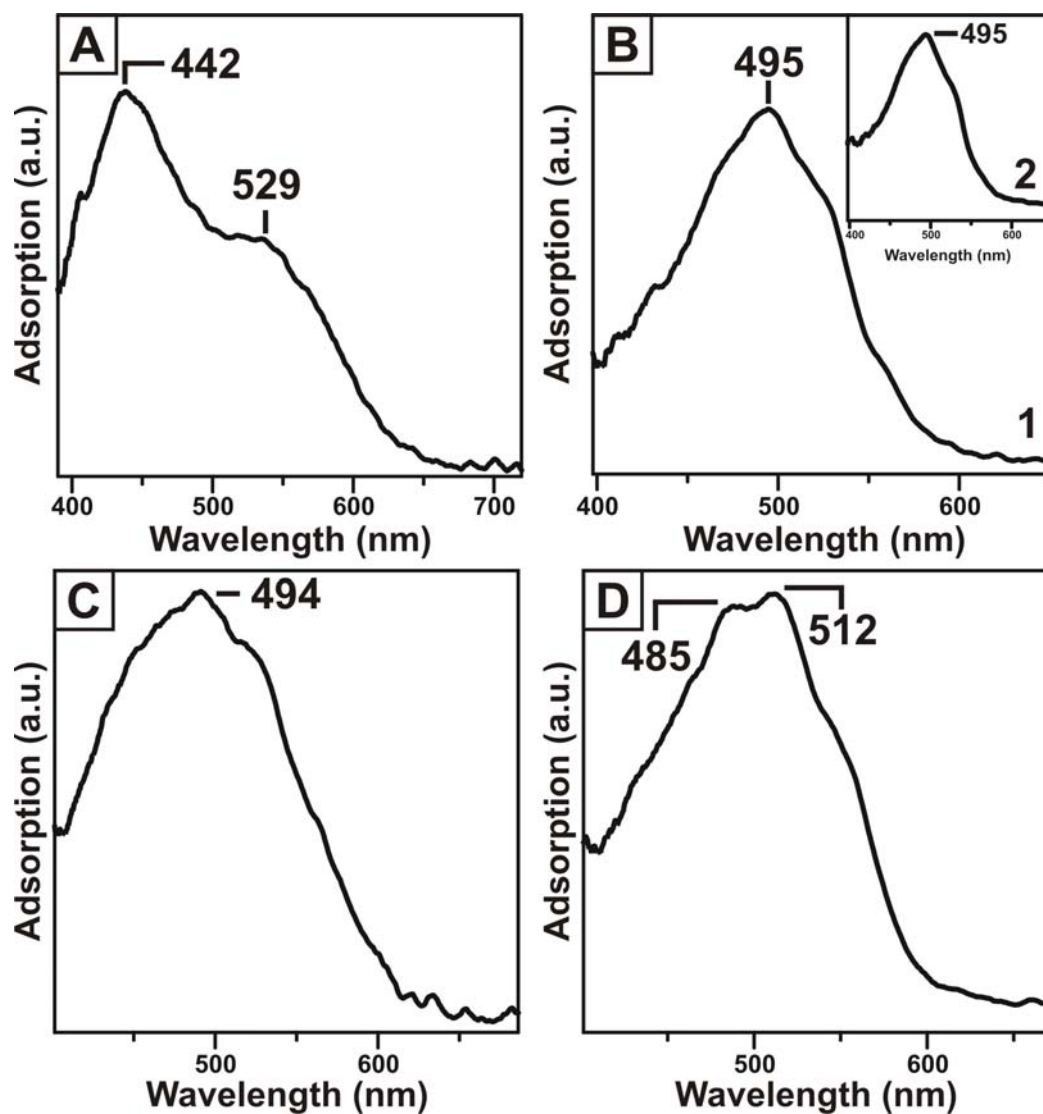 A
442
529
Adsorption (a.u.)
400 500 600 700
Wavelength (nm)
B
495
1
Adsorption (a.u.)
400 500 600
Wavelength (nm)
495
2
400 500 600
Wavelength (nm)
C
494
Adsorption (a.u.)
500 600
Wavelength (nm)
D
485
512
Adsorption (a.u.)
500 600
Wavelength (nm)